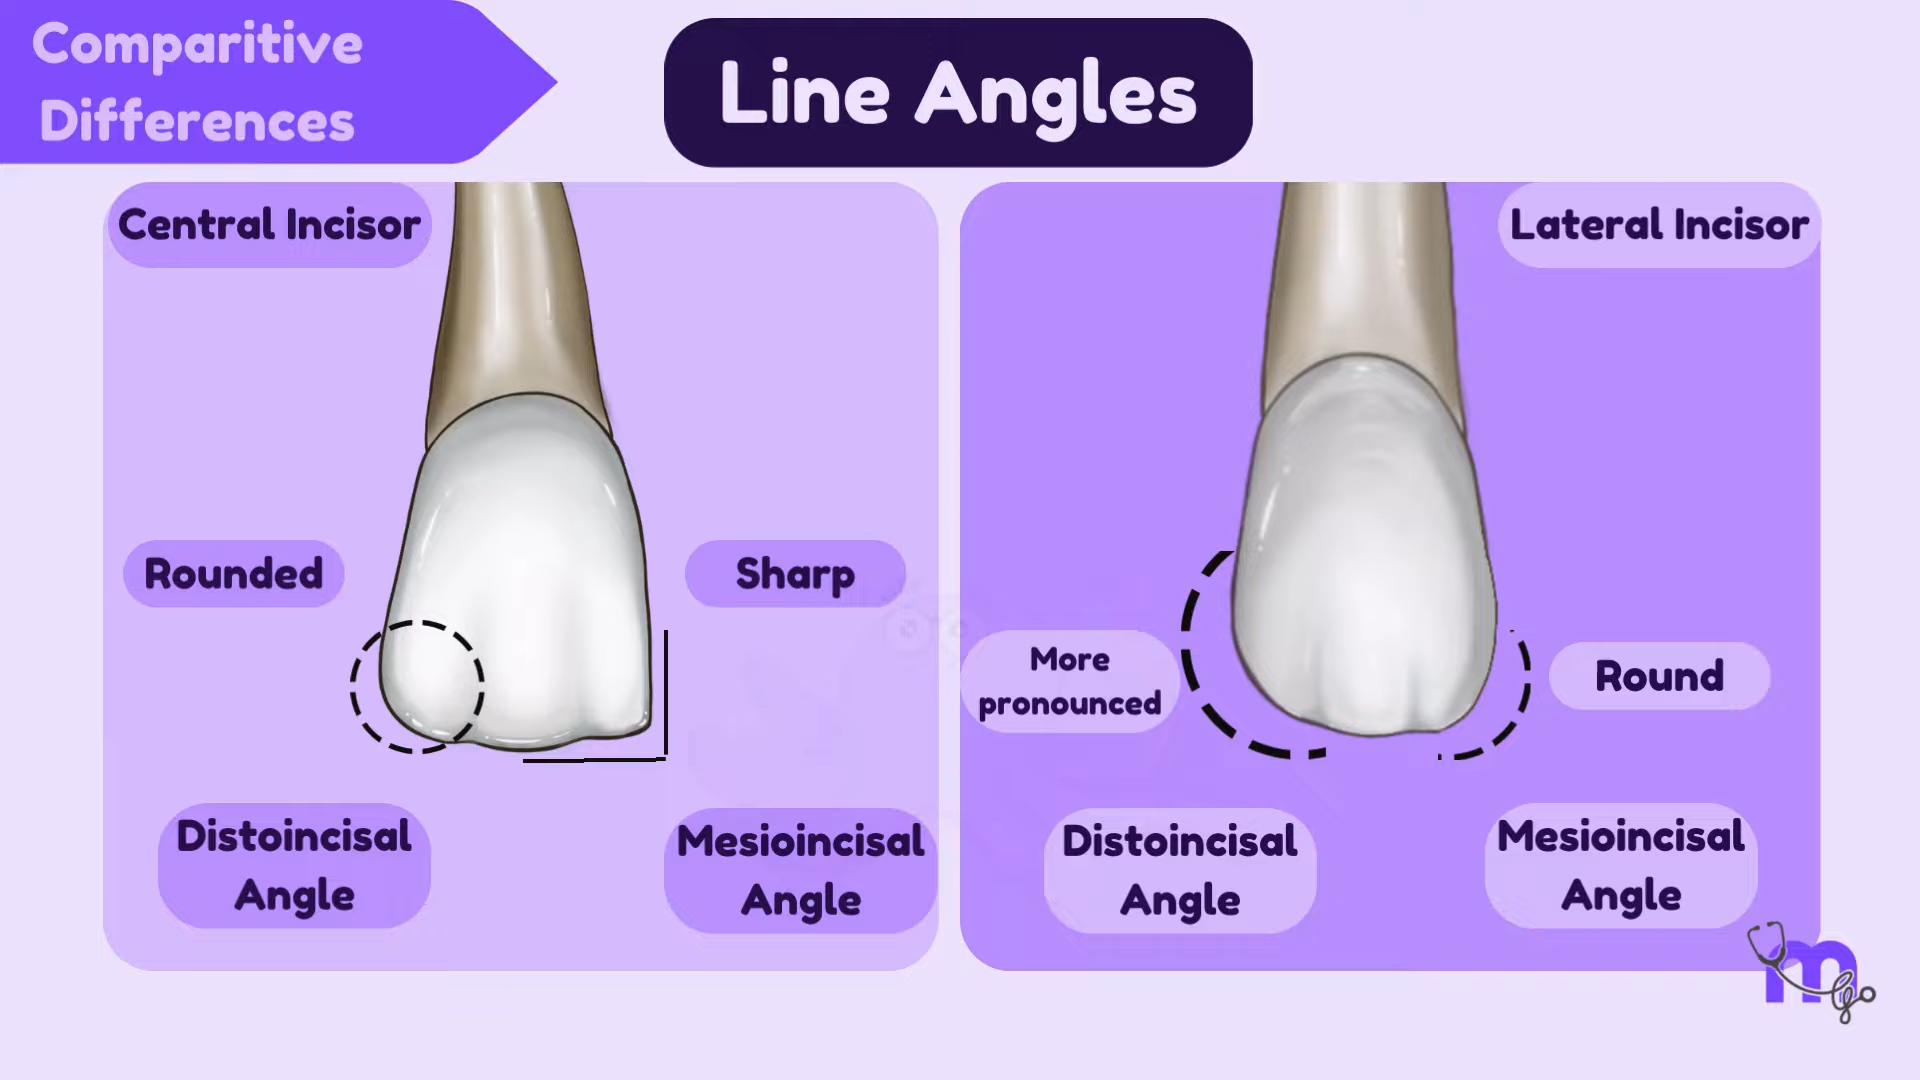 Comparitive
Differences
Line Angles
Central Incisor
Rounded
Sharp
Distoincisal
Angle
Mesioincisal
Angle
Lateral Incisor
More
pronounced
Round
Distoincisal
Angle
Mesioincisal
Angle
m
go